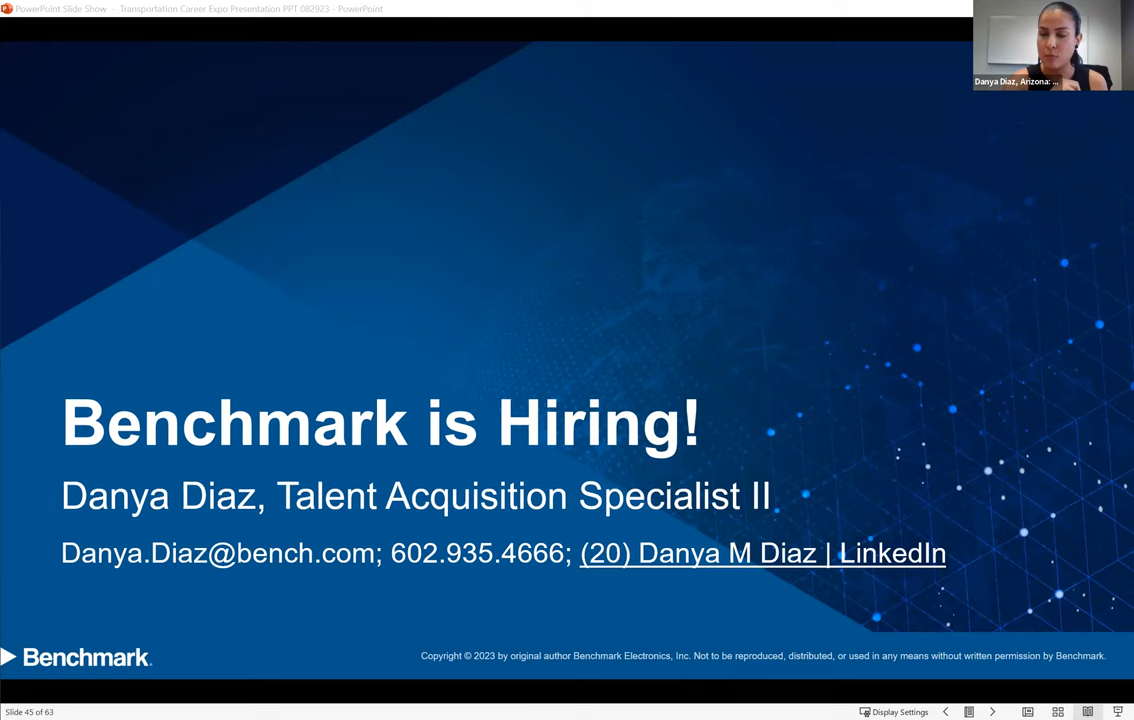 PowerPoint Slide Show - Transportation Career Expo Presentation PPT 082923 - PowerPoint
Danya Diaz, Arizona: ...
Benchmark is Hiring!
Danya Diaz, Talent Acquisition Specialist II
Danya.Diaz@bench.com; 602.935.4666; (20) Danya M Diaz | LinkedIn
Benchmark.
Copyright © 2023 by original author Benchmark Electronics, Inc. Not to be reproduced, distributed, or used in any means without written permission by Benchmark.
Slide 45 of 63
Display Settings